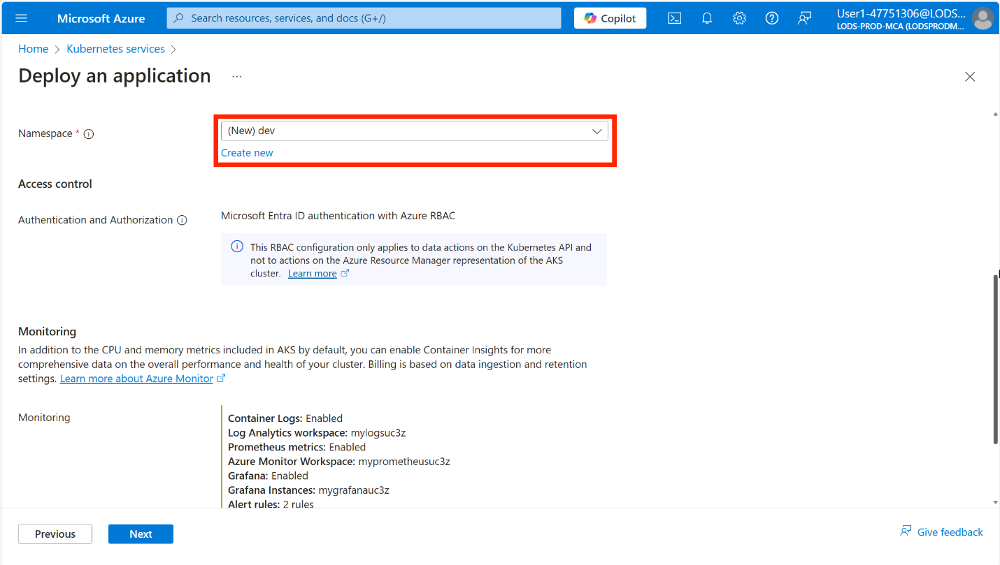 Microsoft Azure
Search resources, services, and docs (G+/)
Copilot
User1-47751306@LODS...
LODS-PROD-MCA (LODSPRODM...
Home > Kubernetes services >
Deploy an application ...
Namespace *
(New) dev
Create new
Access control
Authentication and Authorization
Microsoft Entra ID authentication with Azure RBAC
This RBAC configuration only applies to data actions on the Kubernetes API and
not to actions on the Azure Resource Manager representation of the AKS
cluster. Learn more
Monitoring
In addition to the CPU and memory metrics included in AKS by default, you can enable Container Insights for more
comprehensive data on the overall performance and health of your cluster. Billing is based on data ingestion and retention
settings. Learn more about Azure Monitor
Monitoring
Container Logs: Enabled
Log Analytics workspace: mylogsuc3z
Prometheus metrics: Enabled
Azure Monitor Workspace: myprometheusuc3z
Grafana: Enabled
Grafana Instances: mygrafanauc3z
Alert rules: 2 rules
Previous
Next
Give feedback